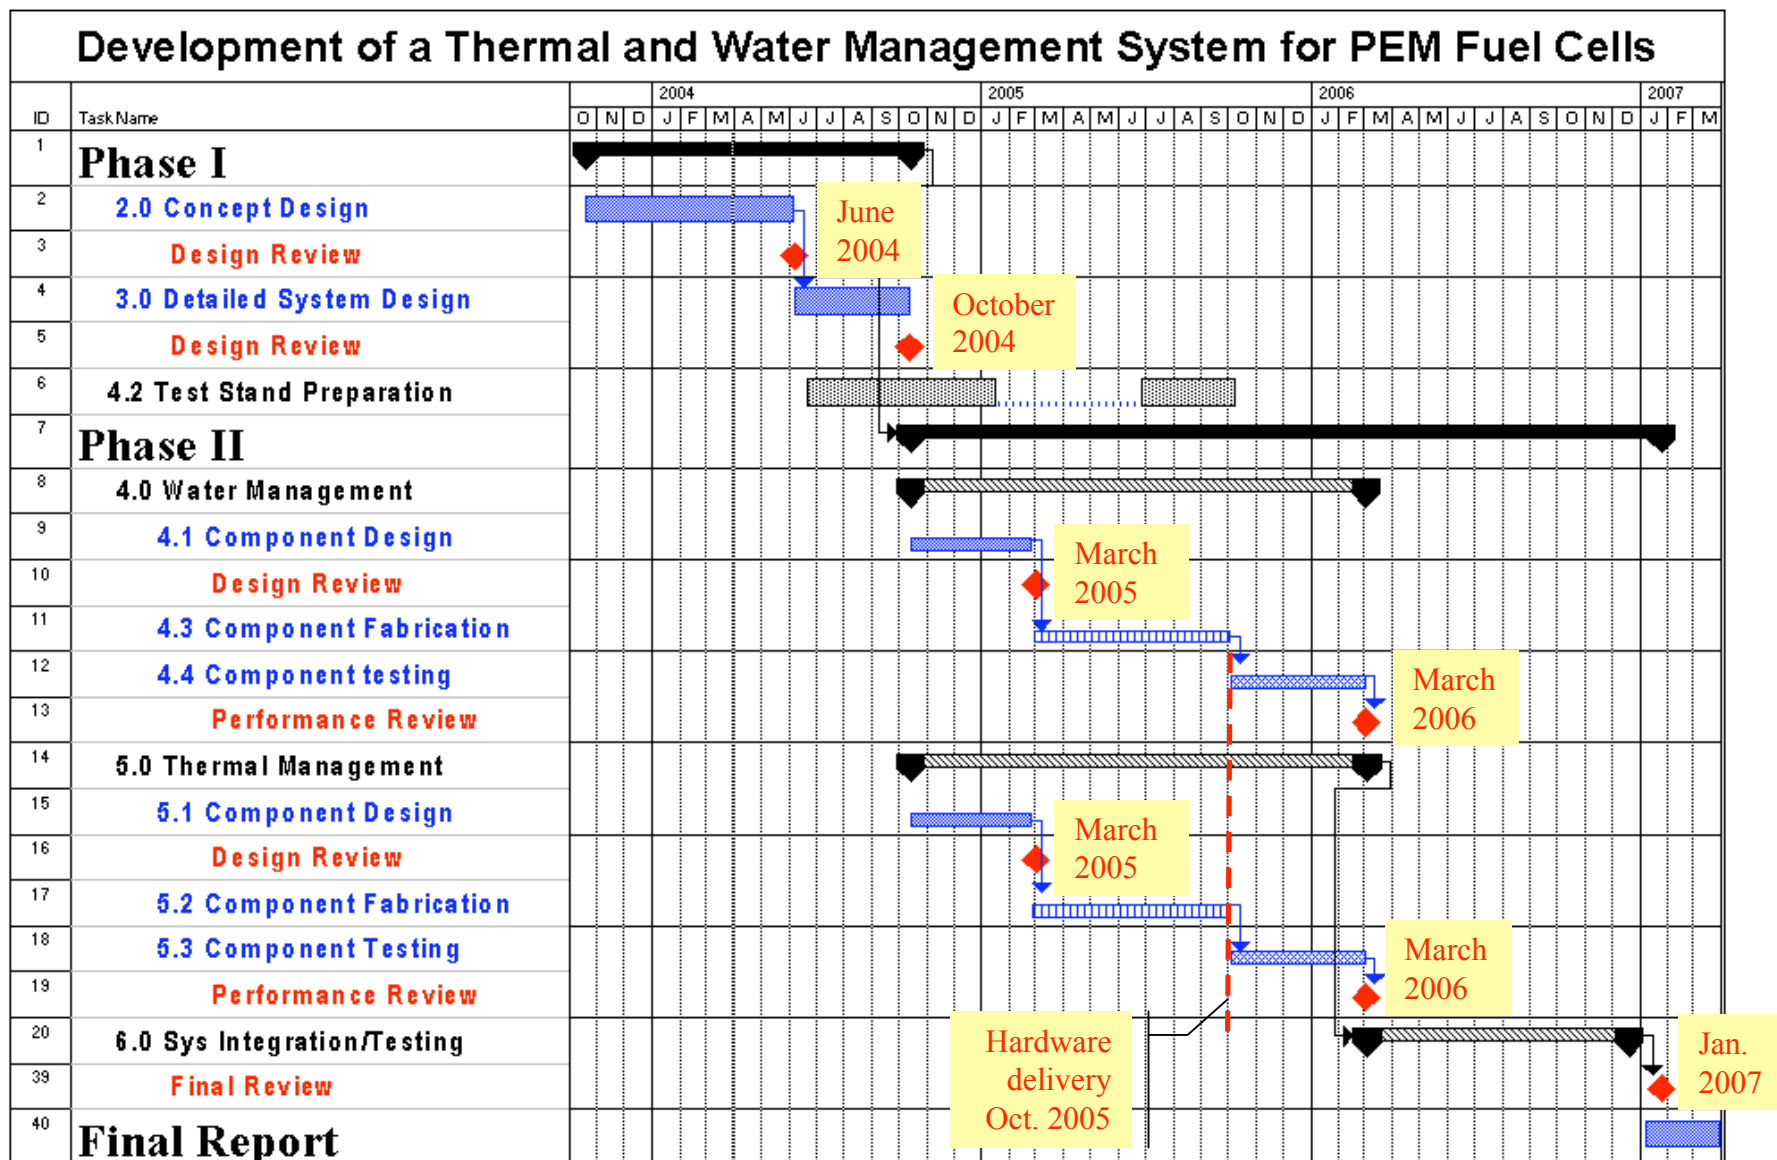 Development of a Thermal and Water Management System for PEM Fuel Cells
2004 2005 2006 2007
ID Task Name O N D J F M A M J J A S O N D J F M A M J J A S O N D J F M A M J J A S O N D J F M
1 Phase I
2 2.0 Concept Design
June
2004
3 Design Review
4 3.0 Detailed System Design
October
2004
5 Design Review
6 4.2 Test Stand Preparation
7 Phase II
8 4.0 Water Management
9 4.1 Component Design
March
2005
10 Design Review
11 4.3 Component Fabrication
12 4.4 Component testing
March
2006
13 Performance Review
14 5.0 Thermal Management
15 5.1 Component Design
March
2005
16 Design Review
17 5.2 Component Fabrication
18 5.3 Component Testing
March
2006
19 Performance Review
Hardware
delivery
Oct. 2005
20 6.0 Sys Integration/Testing
Jan.
2007
39 Final Review
40 Final Report